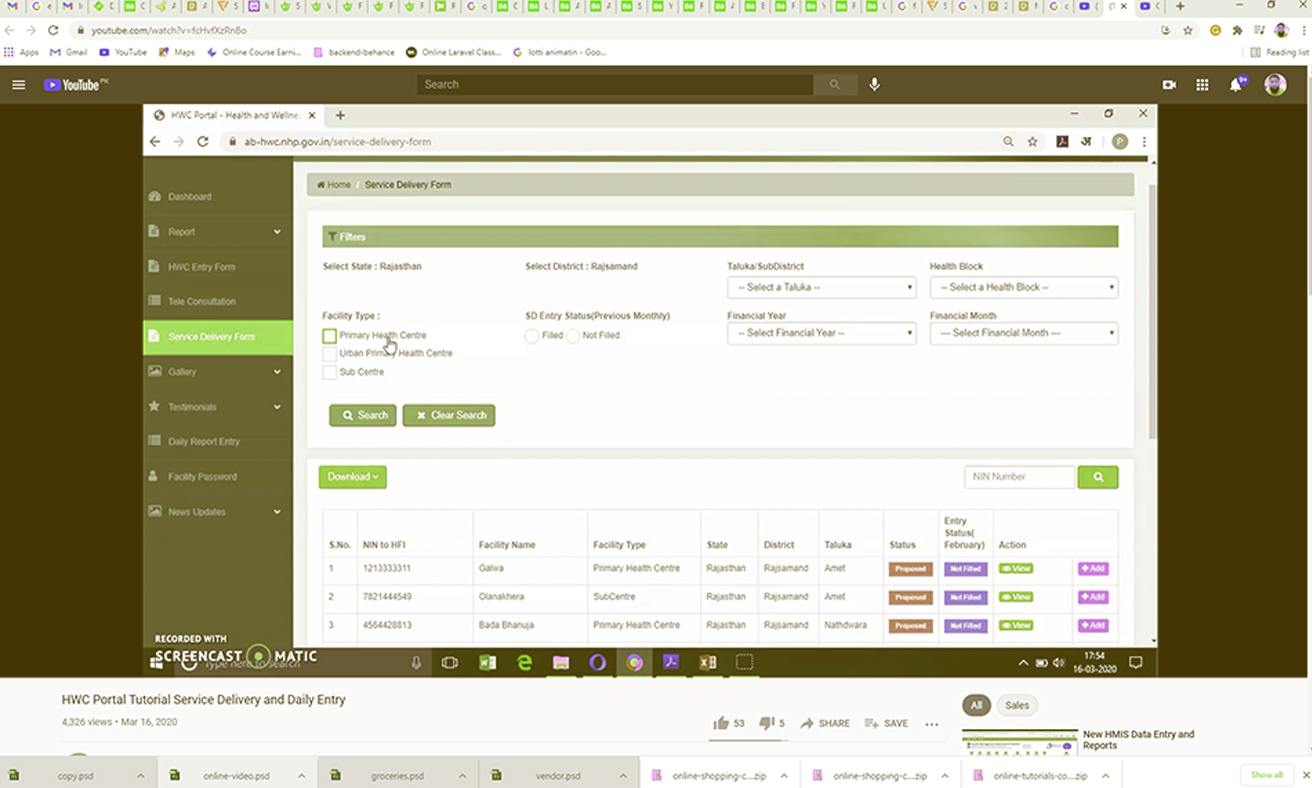 youtube.com/watch?v=fcHvfXzRnBo
Apps
Gmail
YouTube
Maps
Online Course Earni...
backend-behance
Online Laravel Class...
lotti animatin - Goo...
Reading list
YouTube PK
Search
9+
HWC Portal - Health and Wellne
ab-hwc.nhp.gov.in/service-delivery-form
P
Dashboard
Report
HWC Entry Form
Tele Consultation
Service Delivery Form
Gallery
Testimonials
Daily Report Entry
Facility Password
News Updates
Home / Service Delivery Form
Filters
Select State : Rajasthan
Select District : Rajsamand
Taluka/SubDistrict
-- Select a Taluka --
Health Block
-- Select a Health Block --
Facility Type :
Primary Health Centre
Urban Primary Health Centre
Sub Centre
SD Entry Status(Previous Monthly)
Filled
Not Filled
Financial Year
-- Select Financial Year --
Financial Month
--- Select Financial Month ---
Search
Clear Search
Download
NIN Number
S.No. NIN to HFI Facility Name Facility Type State District Taluka Status Entry Status( February) Action
1 1213333311 Galwa Primary Health Centre Rajasthan Rajsamand Amet Proposed Not Filled View Add
2 7821444549 Olanakhera SubCentre Rajasthan Rajsamand Amet Proposed Not Filled View Add
3 4564428813 Bada Bhanuja Primary Health Centre Rajasthan Rajsamand Nathdwara Proposed Not Filled View Add
RECORDED WITH
SCREENCAST MATIC
Type here to search
17:54
16-03-2020
HWC Portal Tutorial Service Delivery and Daily Entry
4,326 views • Mar 16, 2020
53
5
SHARE
SAVE
All
Sales
New HMIS Data Entry and
Reports
copy.psd
online-video.psd
groceries.psd
vendor.psd
online-shopping-c....zip
online-shopping-c....zip
online-tutorials-co....zip
Show all